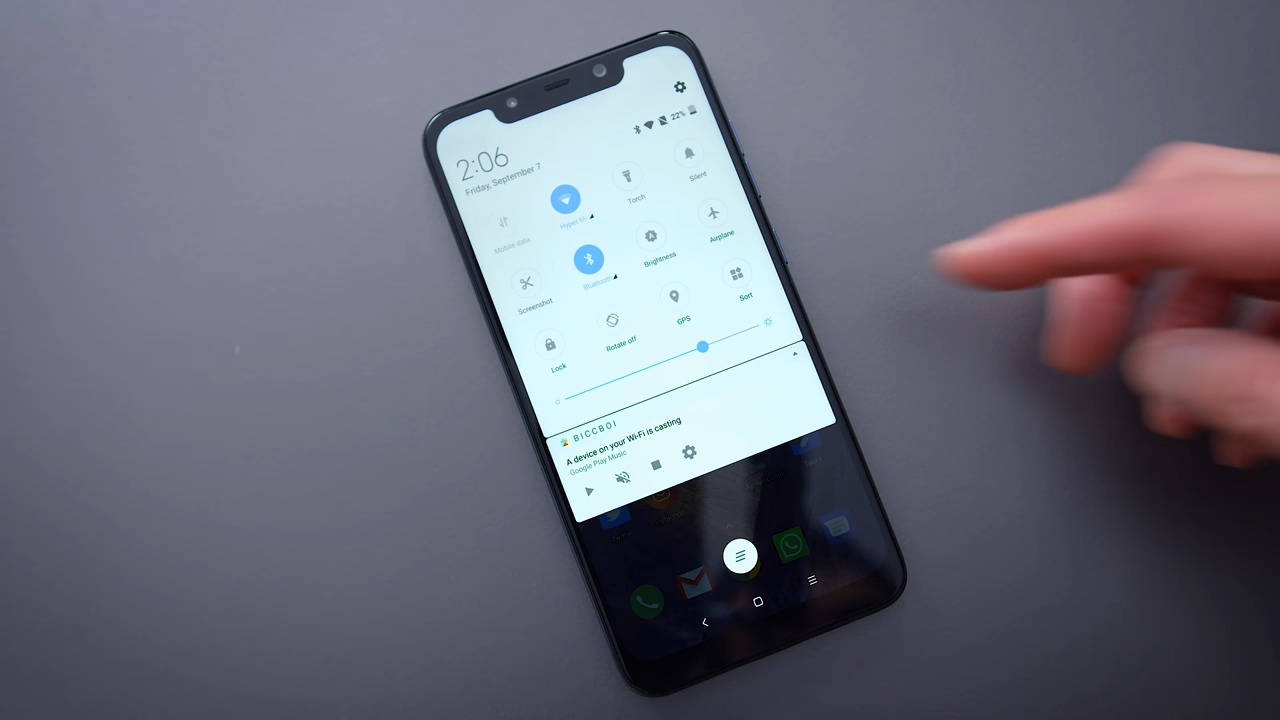 22%
2:06
Friday, September 7
Mobile data
Hyper M
Torch
Silent
Screenshot
Bluetooth
Brightness
Airplane
Lock
Rotate off
GPS
Sort
BICCBOI
A device on your Wi-Fi is casting
Google Play Music